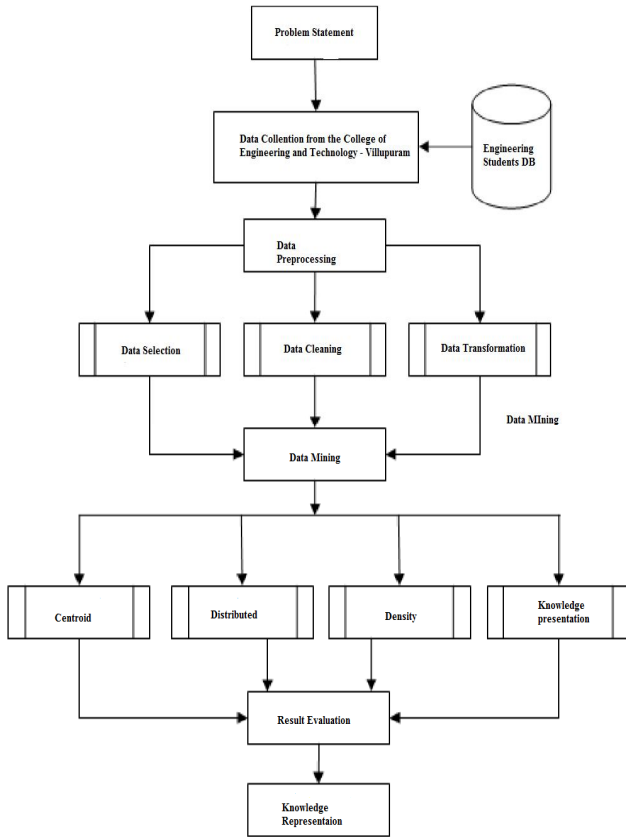 Problem Statement
Data Collention from the College of
Engineering and Technology - Villupuram
Engineering
Students DB
Data
Preprocessing
Data Selection
Data Cleaning
Data Transformation
Data MIning
Data Mining
Centroid
Distributed
Density
Knowledge
presentation
Result Evaluation
Knowledge
Representaion